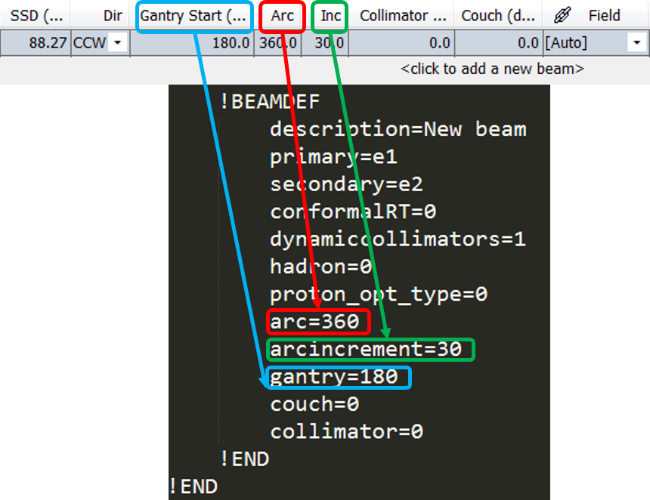 SSD (... Dir Gantry Start (... Arc Inc Collimator ... Couch (d... Field
88.27 CCW 180.0 360.0 30.0 0.0 0.0 [Auto]
<click to add a new beam>
!BEAMDEF
description=New beam
primary=e1
secondary=e2
conformalRT=0
dynamiccollimators=1
hadron=0
proton_opt_type=0
arc=360
arcincrement=30
gantry=180
couch=0
collimator=0
!END
!END